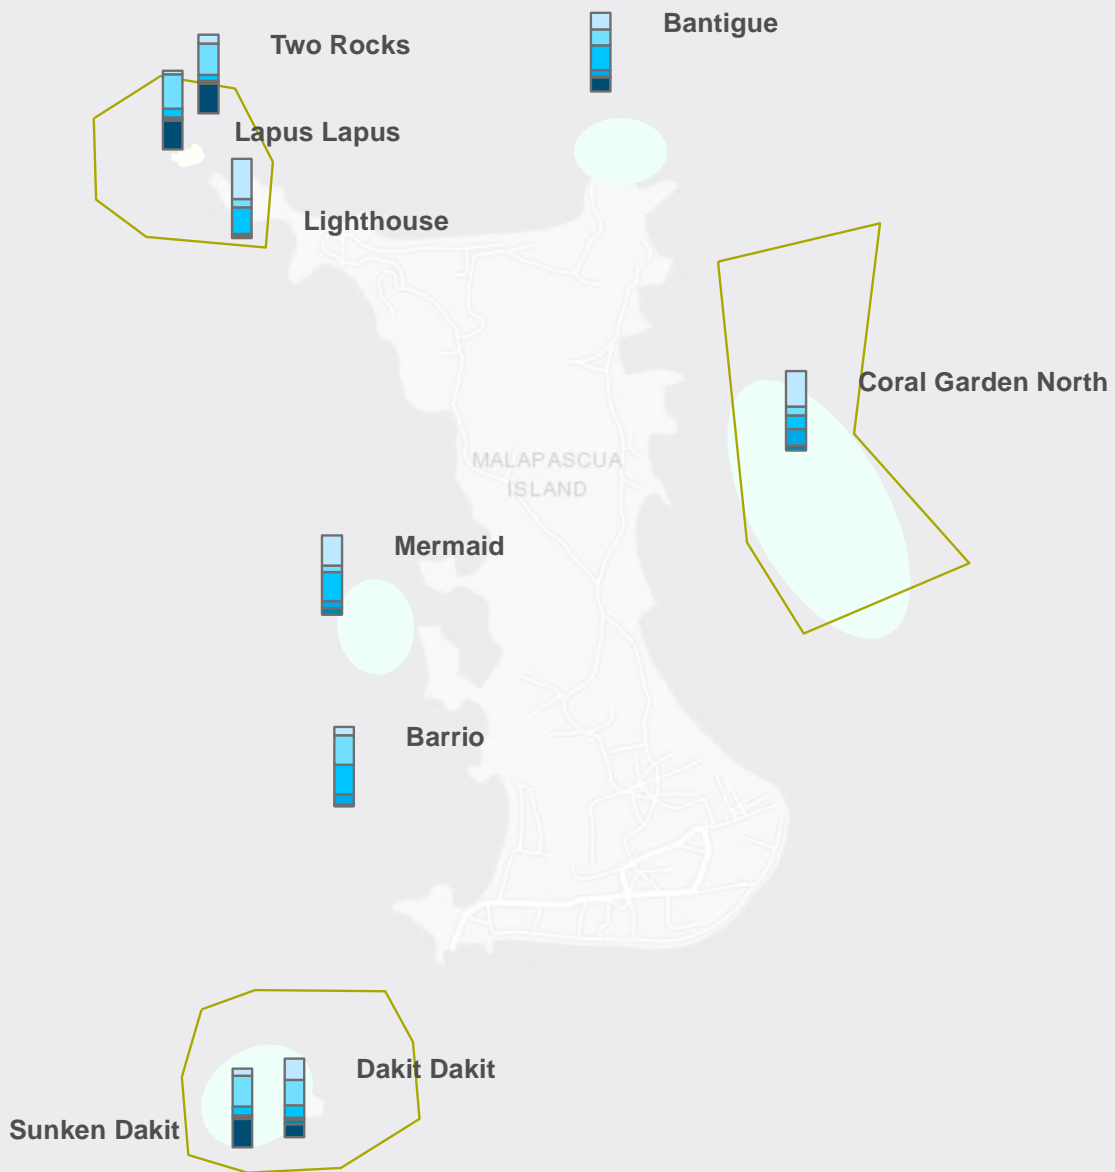 Bantigue
Two Rocks
Lapus Lapus
Lighthouse
Coral Garden North
MALAPASCUA
ISLAND
Mermaid
Barrio
Dakit Dakit
Sunken Dakit